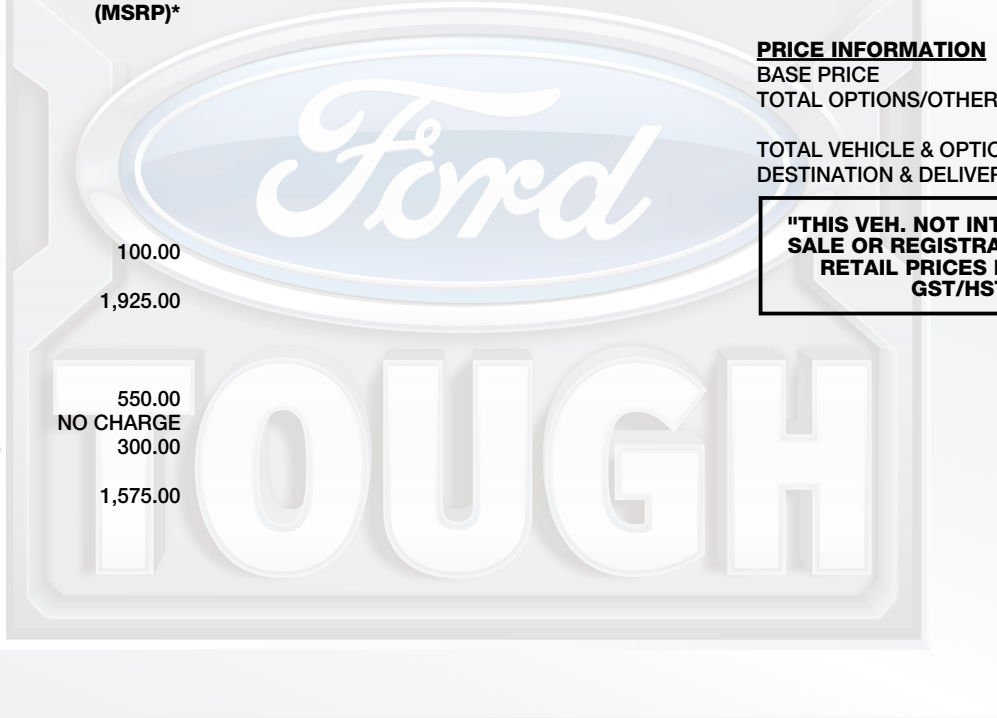 (MSRP)*
100.00
1,925.00
550.00
NO CHARGE
300.00
1,575.00
Ford
TOUGH
PRICE INFORMATION
BASE PRICE
TOTAL OPTIONS/OTHER
TOTAL VEHICLE & OPTIO
DESTINATION & DELIVER
"THIS VEH. NOT INT
SALE OR REGISTRA
RETAIL PRICES
GST/HST